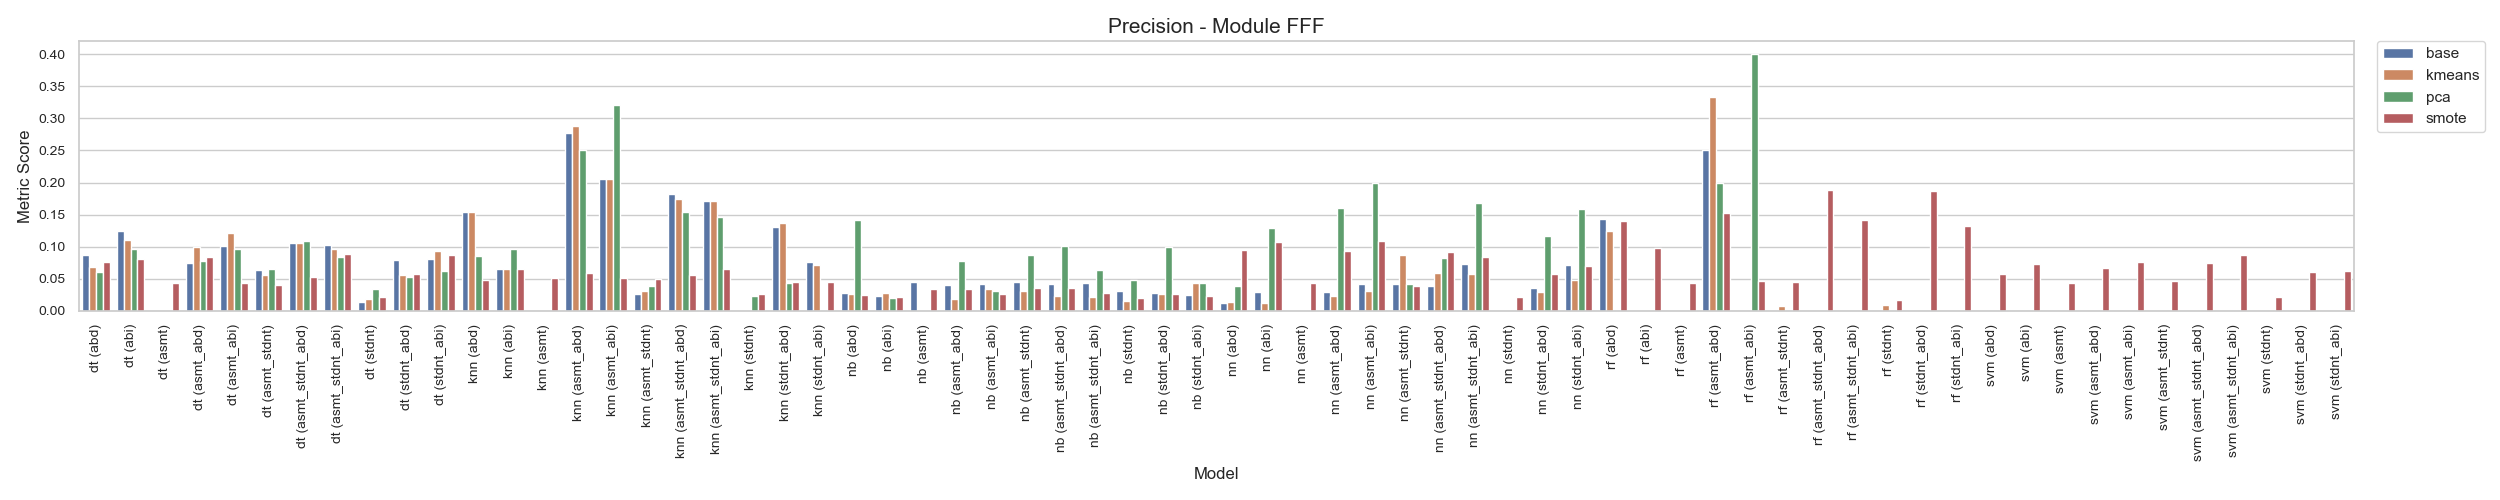 Precision - Module FFF
Metric Score
0.40
0.35
0.30
0.25
0.20
0.15
0.10
0.05
0.00
base
kmeans
pca
smote
dt (abd)
dt (abi)
dt (asmt)
dt (asmt_abd)
dt (asmt_abi)
dt (asmt_stdnt)
dt (asmt_stdnt_abd)
dt (asmt_stdnt_abi)
dt (stdnt)
dt (stdnt_abd)
dt (stdnt_abi)
knn (abd)
knn (abi)
knn (asmt)
knn (asmt_abd)
knn (asmt_abi)
knn (asmt_stdnt)
knn (asmt_stdnt_abd)
knn (asmt_stdnt_abi)
knn (stdnt)
knn (stdnt_abd)
knn (stdnt_abi)
nb (abd)
nb (abi)
nb (asmt)
nb (asmt_abd)
nb (asmt_abi)
nb (asmt_stdnt)
nb (asmt_stdnt_abd)
nb (asmt_stdnt_abi)
nb (stdnt)
nb (stdnt_abd)
nb (stdnt_abi)
nn (abd)
nn (abi)
nn (asmt)
nn (asmt_abd)
nn (asmt_abi)
nn (asmt_stdnt)
nn (asmt_stdnt_abd)
nn (asmt_stdnt_abi)
nn (stdnt)
nn (stdnt_abd)
nn (stdnt_abi)
rf (abd)
rf (abi)
rf (asmt)
rf (asmt_abd)
rf (asmt_abi)
rf (asmt_stdnt)
rf (asmt_stdnt_abd)
rf (asmt_stdnt_abi)
rf (stdnt)
rf (stdnt_abd)
rf (stdnt_abi)
svm (abd)
svm (abi)
svm (asmt)
svm (asmt_abd)
svm (asmt_abi)
svm (asmt_stdnt)
svm (asmt_stdnt_abd)
svm (asmt_stdnt_abi)
svm (stdnt)
svm (stdnt_abd)
svm (stdnt_abi)
Model